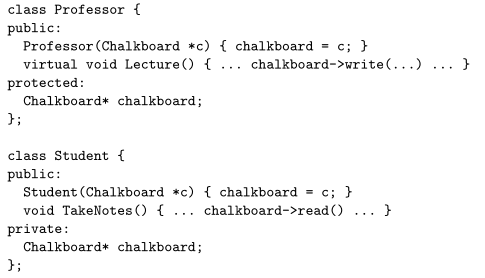 class Professor {
public:
  Professor(Chalkboard *c) { chalkboard = c; }
  virtual void Lecture() { ... chalkboard->write(...) ... }
protected:
  Chalkboard* chalkboard;
};

class Student {
public:
  Student(Chalkboard *c) { chalkboard = c; }
  void TakeNotes() { ... chalkboard->read() ... }
private:
  Chalkboard* chalkboard;
};